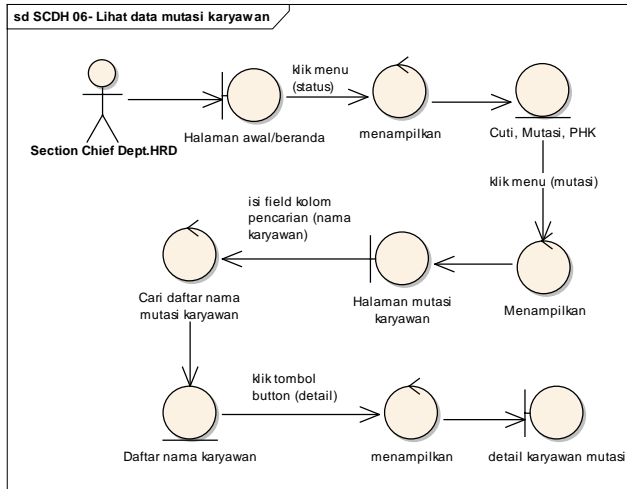 sd SCDH 06- Lihat data mutasi karyawan
klik menu
(status)
Section Chief Dept.HRD
Halaman awal/beranda
menampilkan
Cuti, Mutasi, PHK
klik menu (mutasi)
isi field kolom
pencarian (nama
karyawan)
Cari daftar nama
mutasi karyawan
Halaman mutasi
karyawan
Menampilkan
klik tombol
button (detail)
Daftar nama karyawan
menampilkan
detail karyawan mutasi